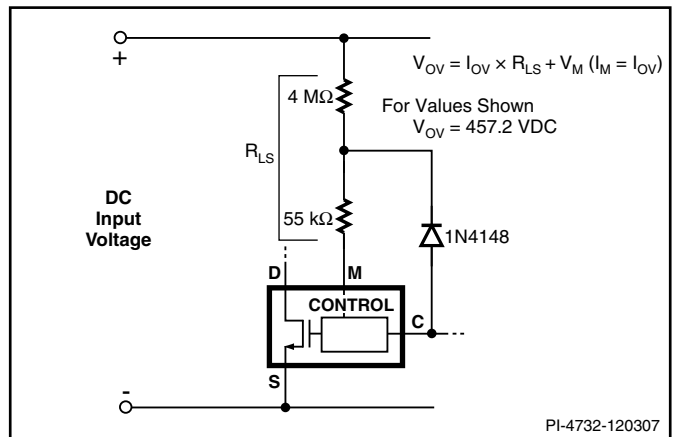 +
V_OV = I_OV × R_LS + V_M (I_M = I_OV)
4 MΩ
For Values Shown
V_OV = 457.2 VDC
R_LS
DC
Input
Voltage
55 kΩ
1N4148
D
M
CONTROL
C
S
-
PI-4732-120307